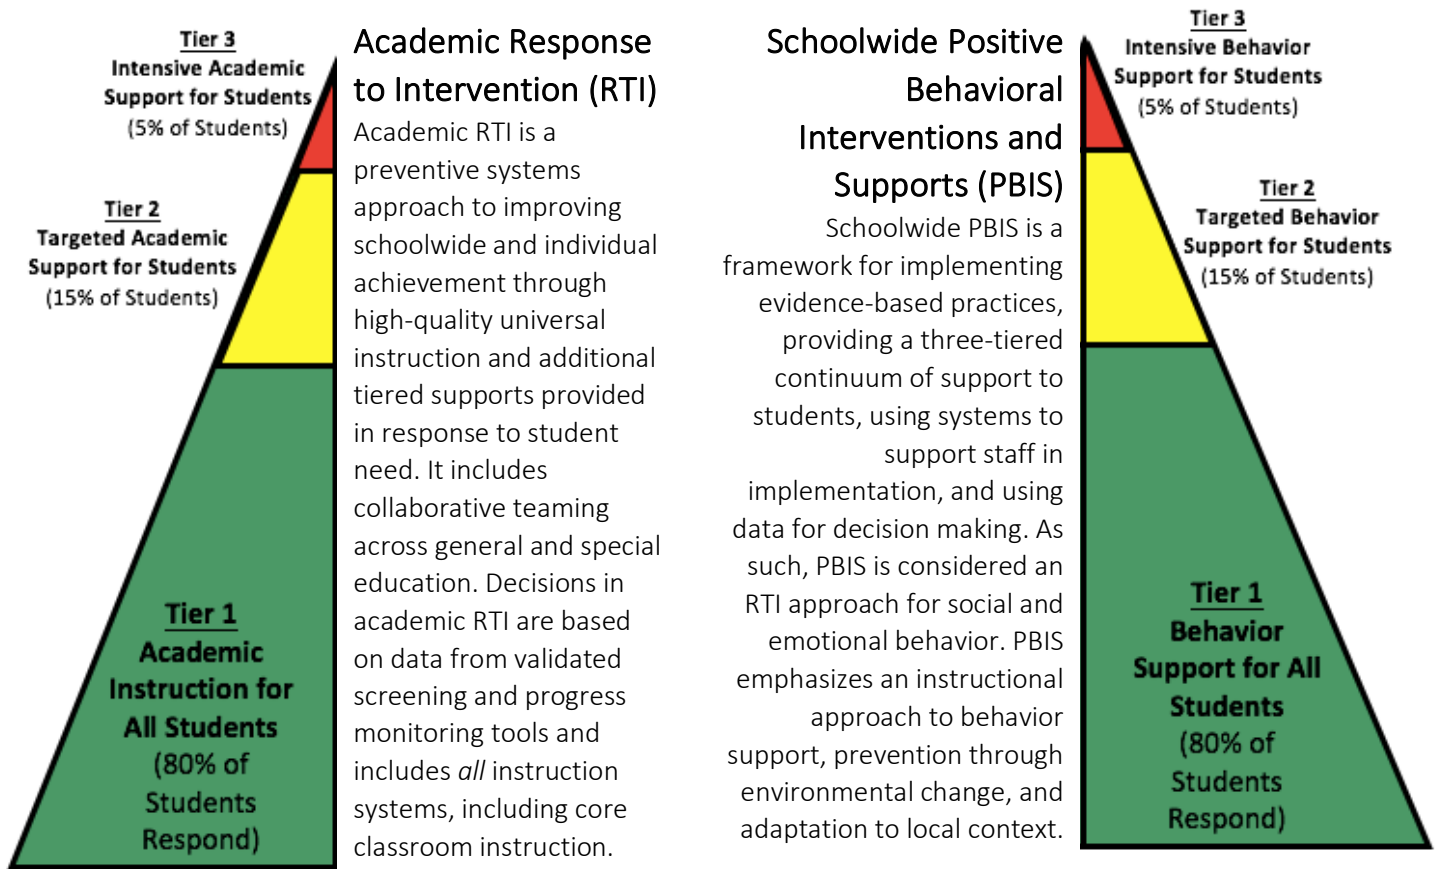 Tier 3
Intensive Academic
Support for Students
(5% of Students)
Tier 2
Targeted Academic
Support for Students
(15% of Students)
Tier 1
Academic
Instruction for
All Students
(80% of
Students
Respond)
Academic Response
to Intervention (RTI)
Academic RTI is a
preventive systems
approach to improving
schoolwide and individual
achievement through
high-quality universal
instruction and additional
tiered supports provided
in response to student
need. It includes
collaborative teaming
across general and special
education. Decisions in
academic RTI are based
on data from validated
screening and progress
monitoring tools and
includes all instruction
systems, including core
classroom instruction.
Schoolwide Positive
Behavioral
Interventions and
Supports (PBIS)
Schoolwide PBIS is a
framework for implementing
evidence-based practices,
providing a three-tiered
continuum of support to
students, using systems to
support staff in
implementation, and using
data for decision making. As
such, PBIS is considered an
RTI approach for social and
emotional behavior. PBIS
emphasizes an instructional
approach to behavior
support, prevention through
environmental change, and
adaptation to local context.
Tier 3
Intensive Behavior
Support for Students
(5% of Students)
Tier 2
Targeted Behavior
Support for Students
(15% of Students)
Tier 1
Behavior
Support for All
Students
(80% of
Students
Respond)